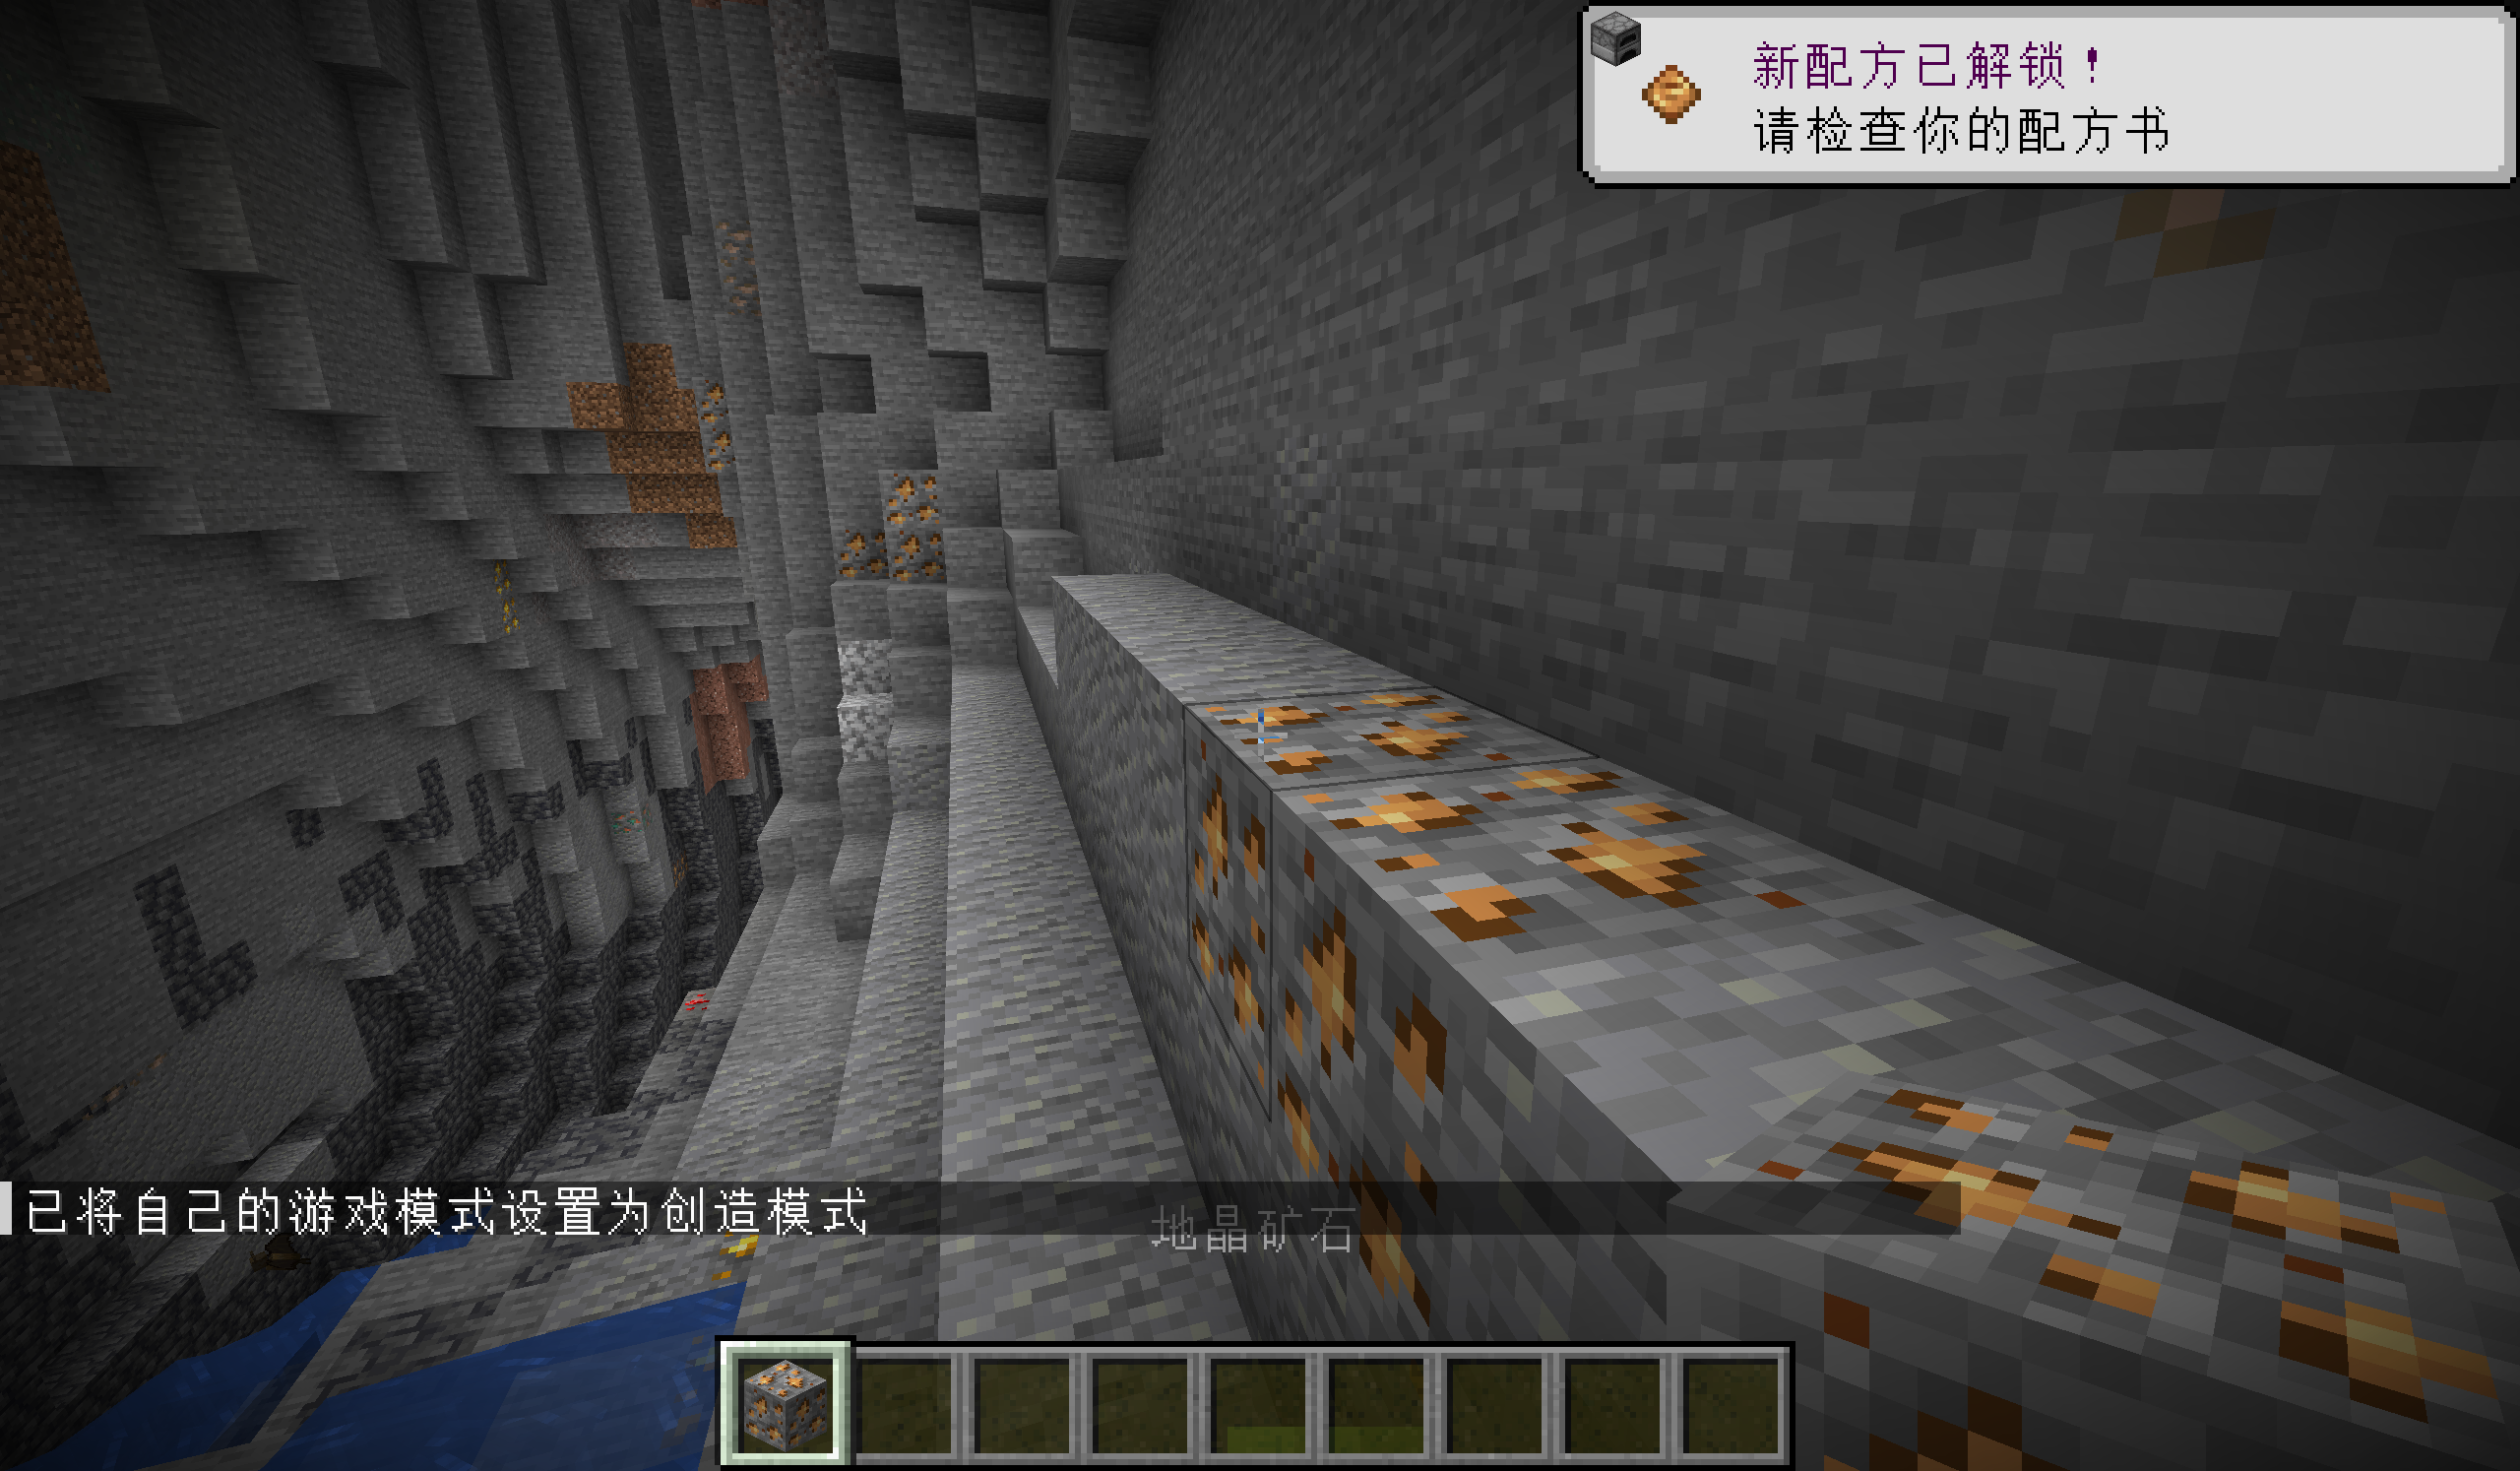 新配方已解锁！
请检查你的配方书
已将自己的游戏模式设置为创造模式
地晶矿石